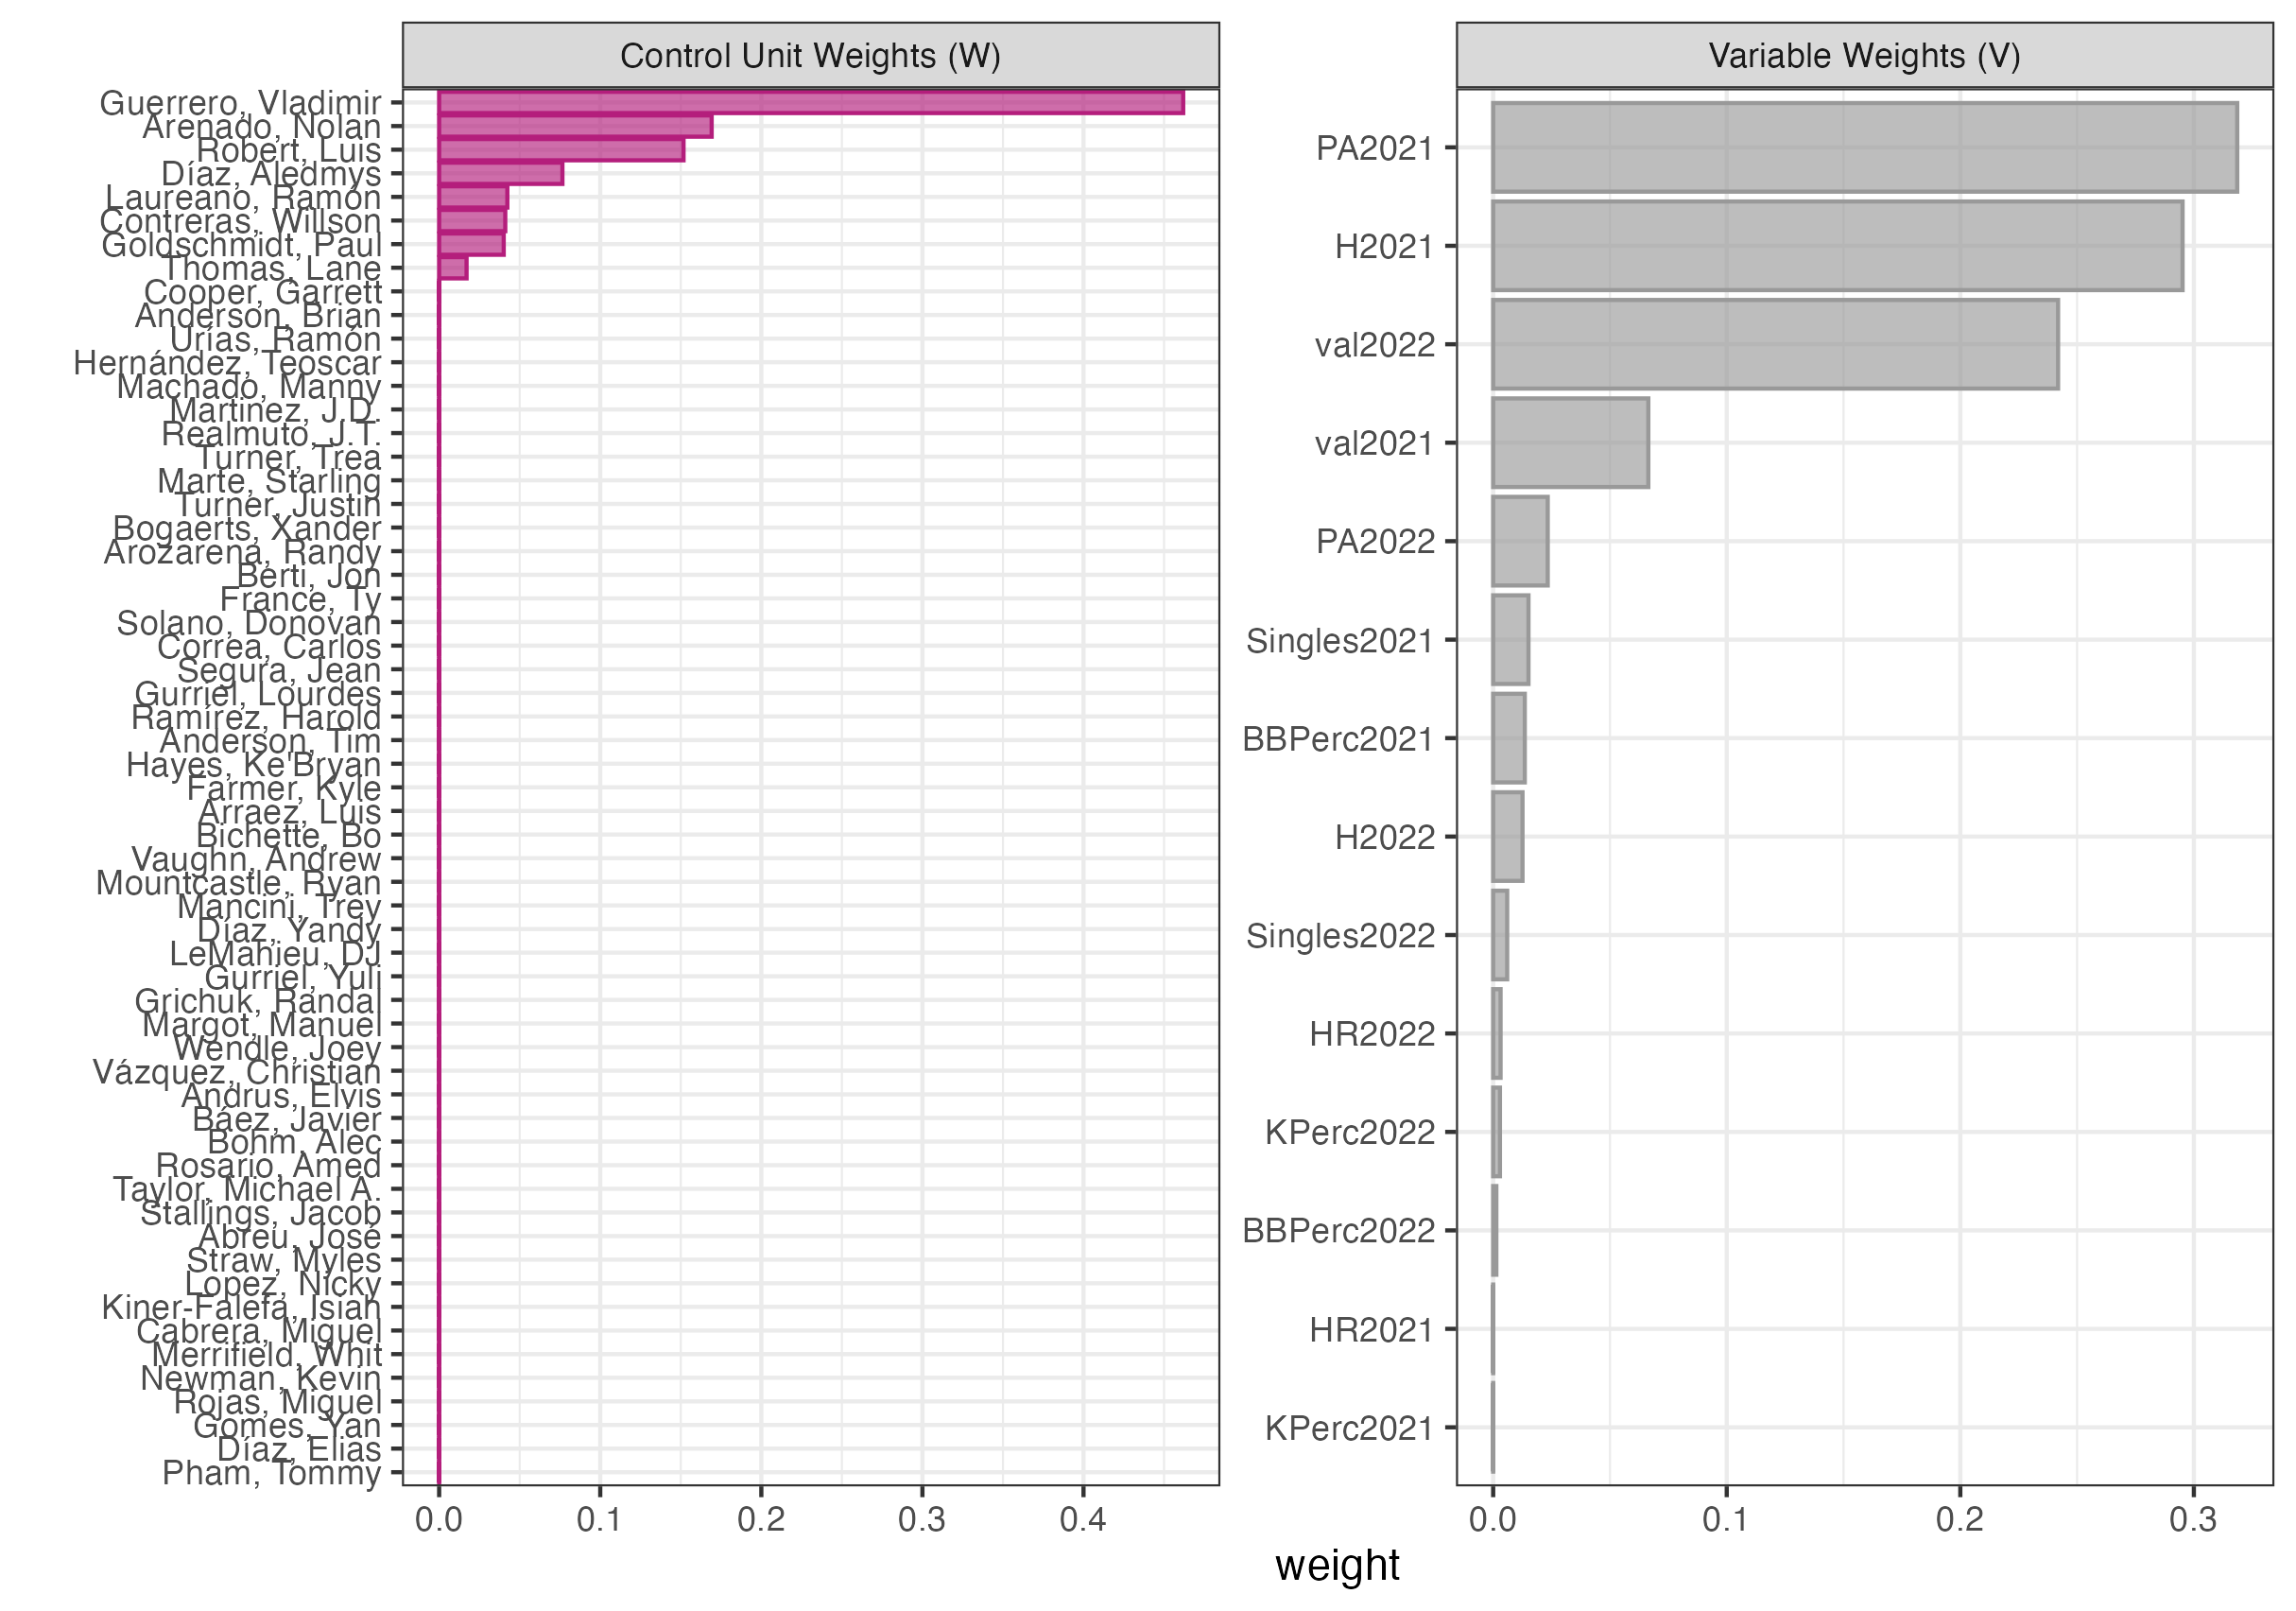 Control Unit Weights (W)
Guerrero, Vladimir
Arenado, Nolan
Robert, Luis
Díaz, Aledmys
Laureano, Ramón
Contreras, Willson
Goldschmidt, Paul
Thomas, Lane
Cooper, Garrett
Anderson, Brian
Urías, Ramón
Hernández, Teoscar
Machado, Manny
Martinez, J.D.
Realmuto, J.T.
Turner, Trea
Marte, Starling
Turner, Justin
Bogaerts, Xander
Arozarena, Randy
Berti, Jon
France, Ty
Solano, Donovan
Correa, Carlos
Segura, Jean
Gurriel, Lourdes
Ramírez, Harold
Anderson, Tim
Hayes, Ke'Bryan
Farmer, Kyle
Arraez, Luis
Bichette, Bo
Vaughn, Andrew
Mountcastle, Ryan
Mancini, Trey
Díaz, Yandy
LeMahieu, DJ
Gurriel, Yuli
Grichuk, Randal
Margot, Manuel
Wendle, Joey
Vázquez, Christian
Andrus, Elvis
Báez, Javier
Bohm, Alec
Rosario, Amed
Taylor, Michael A.
Stallings, Jacob
Abreu, José
Straw, Myles
Lopez, Nicky
Kiner-Falefa, Isiah
Cabrera, Miguel
Merrifield, Whit
Newman, Kevin
Rojas, Miguel
Gomes, Yan
Díaz, Elias
Pham, Tommy
0.0 0.1 0.2 0.3 0.4
Variable Weights (V)
PA2021
H2021
val2022
val2021
PA2022
Singles2021
BBPerc2021
H2022
Singles2022
HR2022
KPerc2022
BBPerc2022
HR2021
KPerc2021
0.0 0.1 0.2 0.3
weight